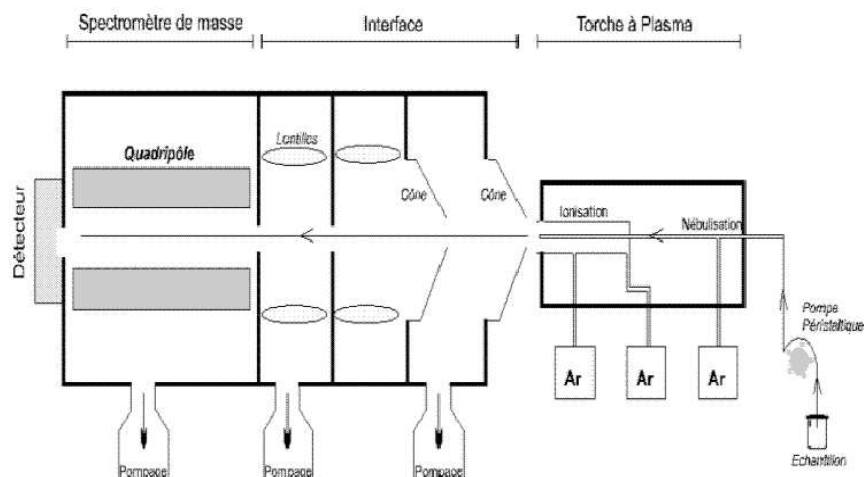 Spectromètre de masse
Interface
Torche à Plasma
Quadripôle
Lentilles
Cône
Cône
Ionisation
Nébulisation
Détecteur
Pompe
Péristaltique
Ar
Ar
Ar
Echantillon
Pompage
Pompage
Pompage